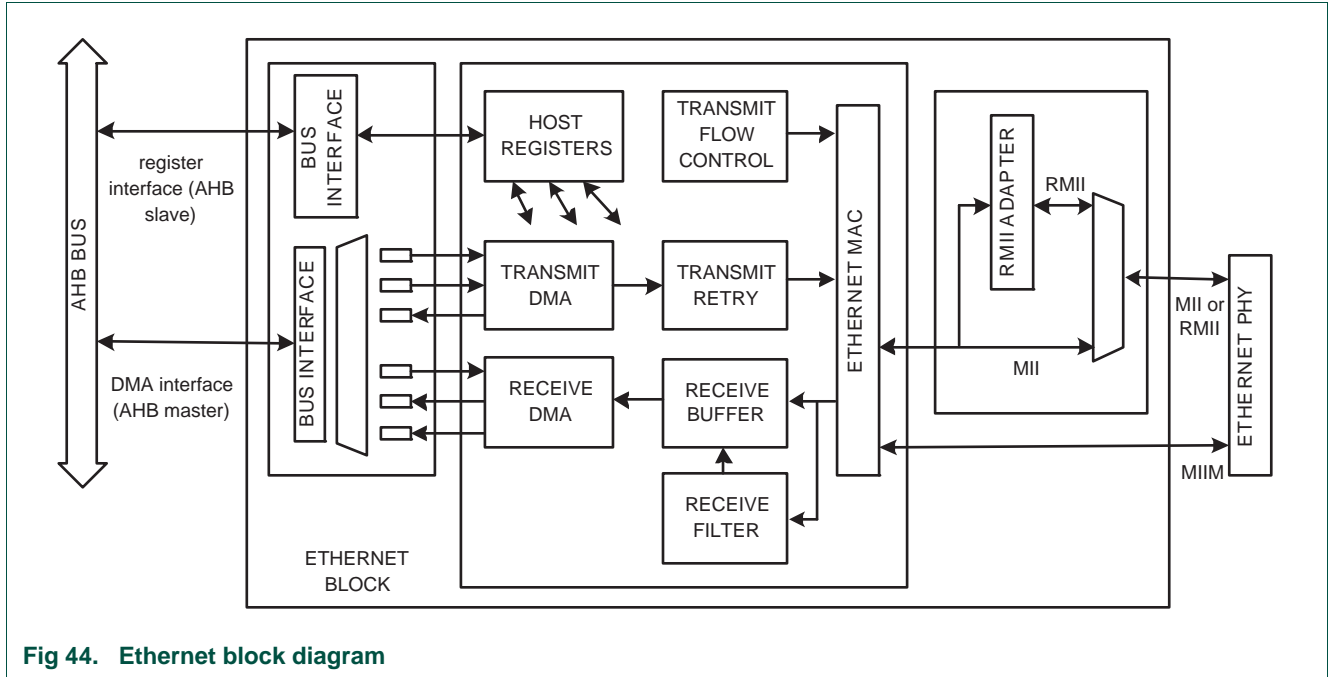 AHB BUS
register
interface (AHB
slave)
DMA interface
(AHB master)
BUS
INTERFACE
BUS INTERFACE
ETHERNET
BLOCK
HOST
REGISTERS
TRANSMIT
FLOW
CONTROL
TRANSMIT
DMA
TRANSMIT
RETRY
RECEIVE
DMA
RECEIVE
BUFFER
RECEIVE
FILTER
ETHERNET MAC
RMII ADAPTER
RMII
MII
MII or
RMII
MIIM
ETHERNET PHY
Fig 44. Ethernet block diagram